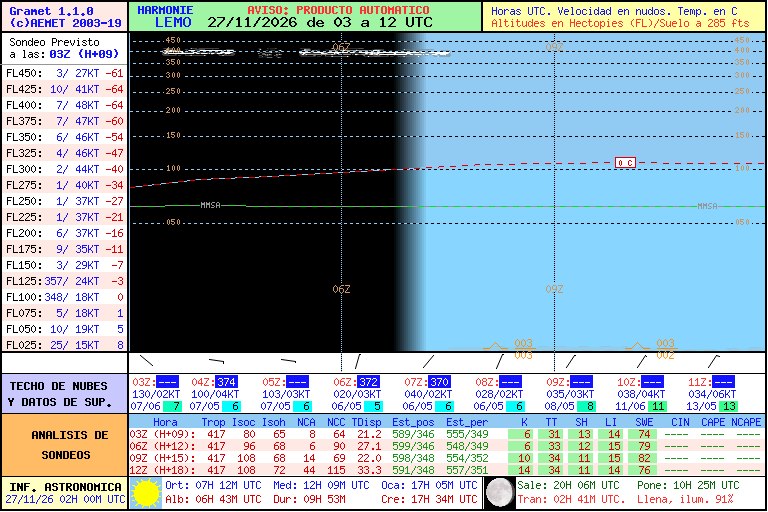 Gramet 1.1.0
(c)AEMET 2003-19
HARMONIE
LEMO
AVISO: PRODUCTO AUTOMATICO
27/11/2026 de 03 a 12 UTC
Horas UTC. Velocidad en nudos. Temp. en C
Altitudes en Hectopies (FL)/Suelo a 285 fts
Sondeo Previsto
a las: 03Z (H+09)
FL450: 3/ 27KT -61
FL425: 10/ 41KT -64
FL400: 7/ 48KT -64
FL375: 7/ 47KT -60
FL350: 6/ 46KT -54
FL325: 4/ 46KT -47
FL300: 2/ 44KT -40
FL275: 1/ 40KT -34
FL250: 1/ 37KT -27
FL225: 1/ 37KT -21
FL200: 6/ 37KT -16
FL175: 9/ 35KT -11
FL150: 3/ 29KT -7
FL125:357/ 24KT -3
FL100:348/ 18KT 0
FL075: 5/ 18KT 1
FL050: 10/ 19KT 5
FL025: 25/ 15KT 8
450 06Z 09Z 450
400 400
350 350
300 300
250 250
200 200
150 150
100 0 C 100
MMSA MMSA
050 050
06Z 09Z
003 003
003 003
TECHO DE NUBES
Y DATOS DE SUP.
03Z:--- 04Z:374 05Z:--- 06Z:372 07Z:370 08Z:--- 09Z:--- 10Z:--- 11Z:---
130/02KT 100/04KT 103/03KT 020/03KT 040/02KT 028/02KT 035/03KT 038/04KT 034/06KT
07/06 7 07/05 6 06/05 6 06/05 5 06/05 6 06/05 6 08/05 8 11/06 11 13/05 13
ANALISIS DE
SONDEOS
Hora Trop Isoc Isoh NCA NCC TDisp Est_pos Est_per K TT SH LI SWE CIN CAPE NCAPE
03Z (H+09): 417 80 65 8 64 21.2 589/346 555/349 6 31 13 14 74 ---- ---- ----
06Z (H+12): 417 96 68 6 90 27.1 594/346 548/349 6 33 12 15 79 ---- ---- ----
09Z (H+15): 417 108 68 14 69 22.0 598/348 554/352 10 34 11 15 82 ---- ---- ----
12Z (H+18): 417 108 72 44 115 33.3 591/348 557/351 14 34 11 14 76 ---- ---- ----
INF. ASTRONOMICA
27/11/26 02H 00M UTC
Ort: 07H 12M UTC Med: 12H 09M UTC Oca: 17H 05M UTC
Alb: 06H 43M UTC Dur: 09H 53M Cre: 17H 34M UTC
Sale: 20H 06M UTC Pone: 10H 25M UTC
Tran: 02H 41M UTC. Llena, ilum. 91%